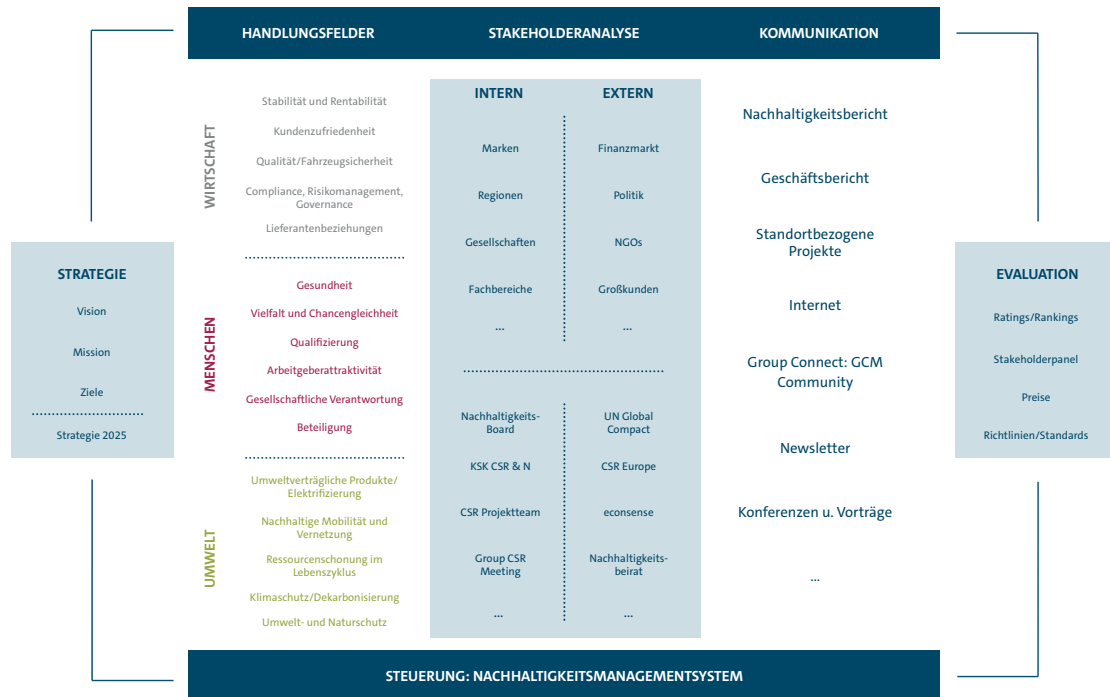 HANDLUNGSFELDER
STAKEHOLDERANALYSE
KOMMUNIKATION
STRATEGIE
Vision
Mission
Ziele
Strategie 2025
WIRTSCHAFT
Stabilität und Rentabilität
Kundenzufriedenheit
Qualität/Fahrzeugsicherheit
Compliance, Risikomanagement,
Governance
Lieferantenbeziehungen
MENSCHEN
Gesundheit
Vielfalt und Chancengleichheit
Qualifizierung
Arbeitgeberattraktivität
Gesellschaftliche Verantwortung
Beteiligung
UMWELT
Umweltverträgliche Produkte/
Elektrifizierung
Nachhaltige Mobilität und
Vernetzung
Ressourcenschonung im
Lebenszyklus
Klimaschutz/Dekarbonisierung
Umwelt- und Naturschutz
INTERN
Marken
Regionen
Gesellschaften
Fachbereiche
...
Nachhaltigkeits-
Board
KSK CSR & N
CSR Projektteam
Group CSR
Meeting
...
EXTERN
Finanzmarkt
Politik
NGOs
Großkunden
...
UN Global
Compact
CSR Europe
econsense
Nachhaltigkeits-
beirat
...
Nachhaltigkeitsbericht
Geschäftsbericht
Standortbezogene
Projekte
Internet
Group Connect: GCM
Community
Newsletter
Konferenzen u. Vorträge
...
EVALUATION
Ratings/Rankings
Stakeholderpanel
Preise
Richtlinien/Standards
STEUERUNG: NACHHALTIGKEITSMANAGEMENTSYSTEM